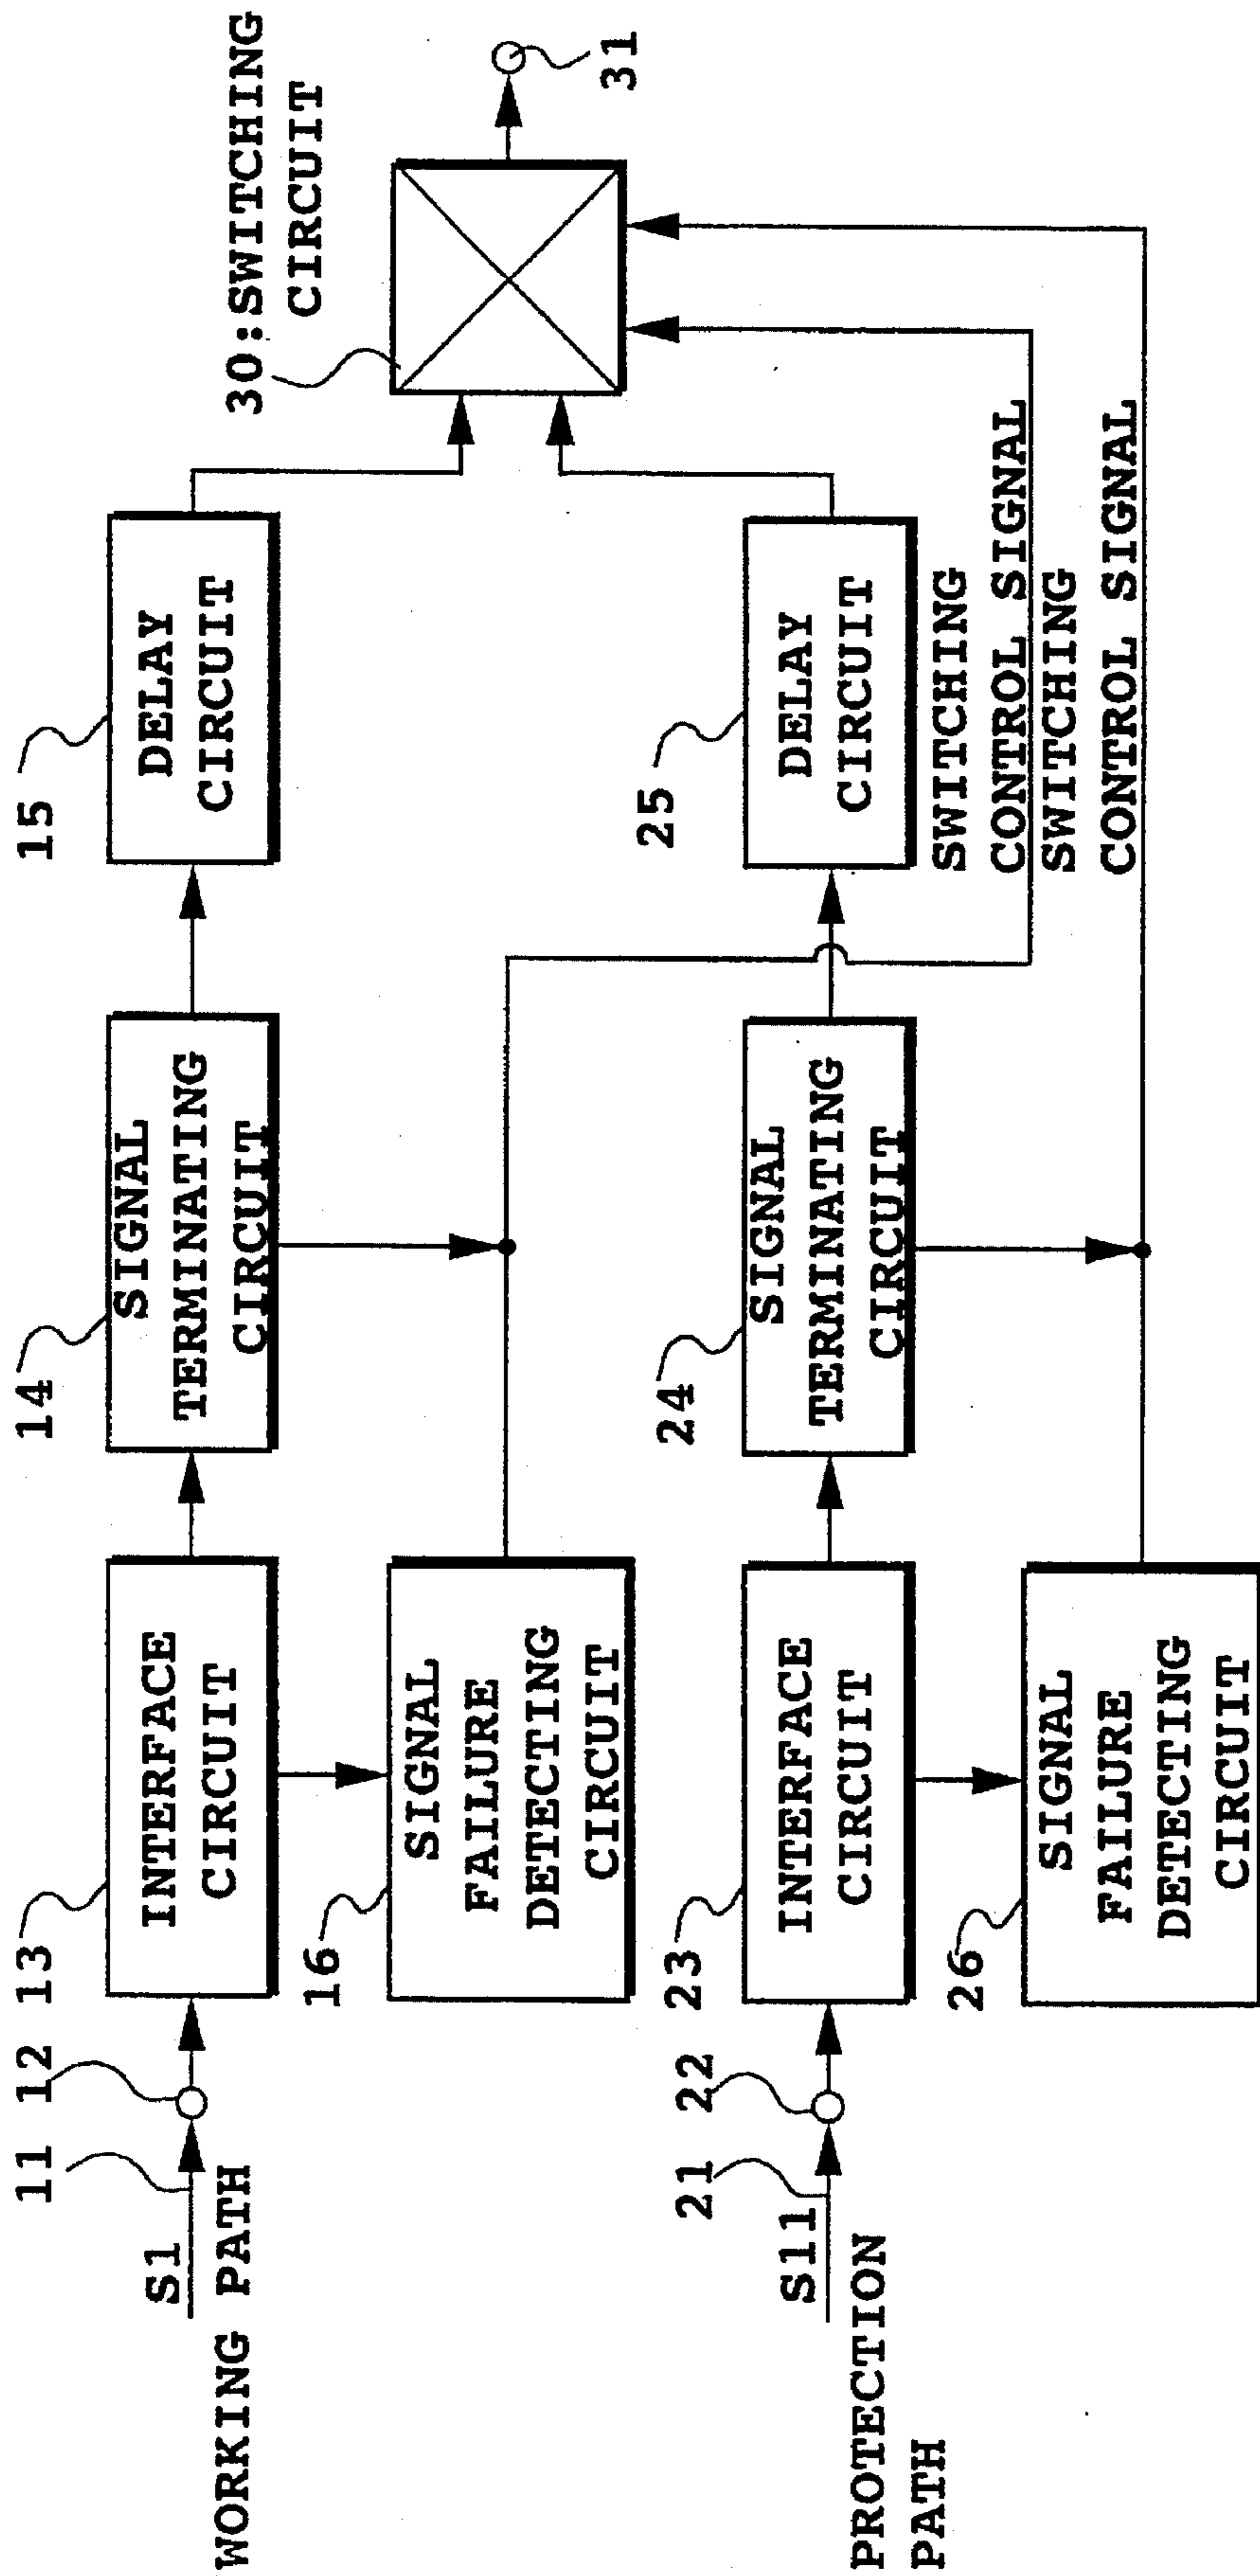 11
12
13
14
15
30:SWITCHING
CIRCUIT
S1
WORKING PATH
INTERFACE
CIRCUIT
SIGNAL
TERMINATING
CIRCUIT
DELAY
CIRCUIT
31
16
SIGNAL
FAILURE
DETECTING
CIRCUIT
21
22
23
24
25
S11
PROTECTION
PATH
INTERFACE
CIRCUIT
SIGNAL
TERMINATING
CIRCUIT
DELAY
CIRCUIT
SWITCHING
CONTROL SIGNAL
SWITCHING
CONTROL SIGNAL
26
SIGNAL
FAILURE
DETECTING
CIRCUIT